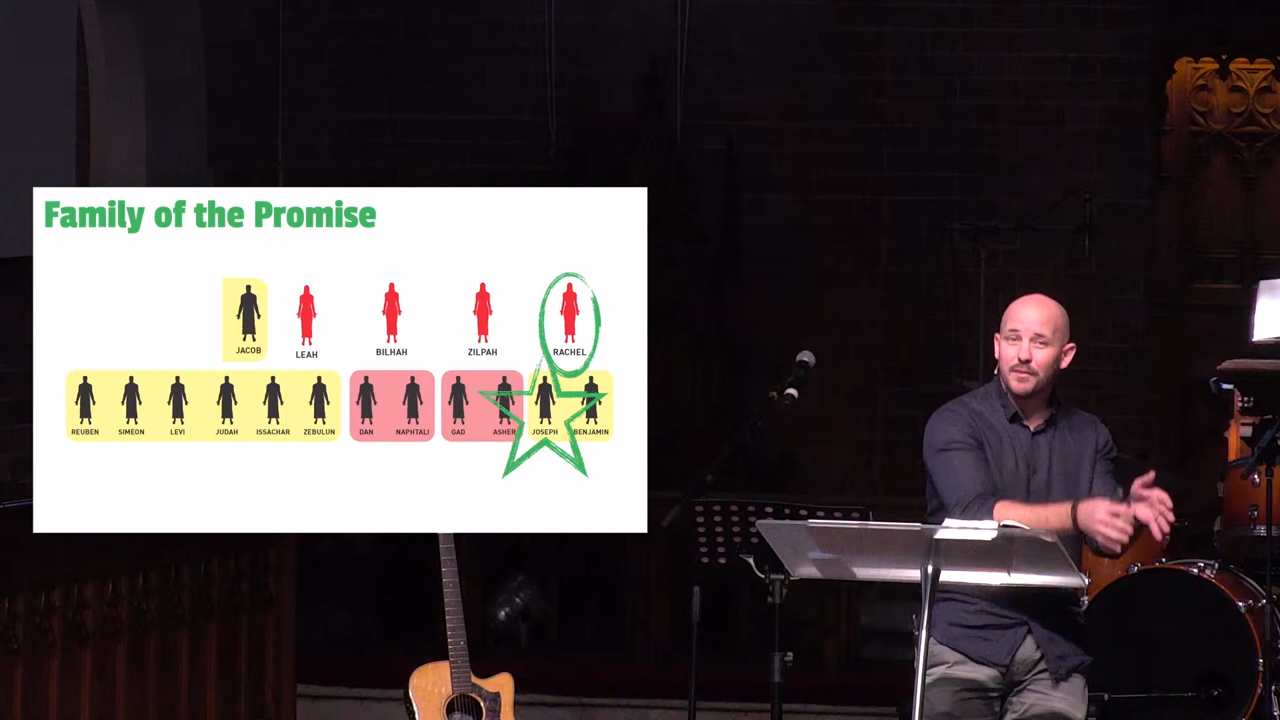 Family of the Promise
JACOB LEAH BILHAH ZILPAH RACHEL
REUBEN SIMEON LEVI JUDAH ISSACHAR ZEBULUN DAN NAPHTALI GAD ASHER JOSEPH BENJAMIN